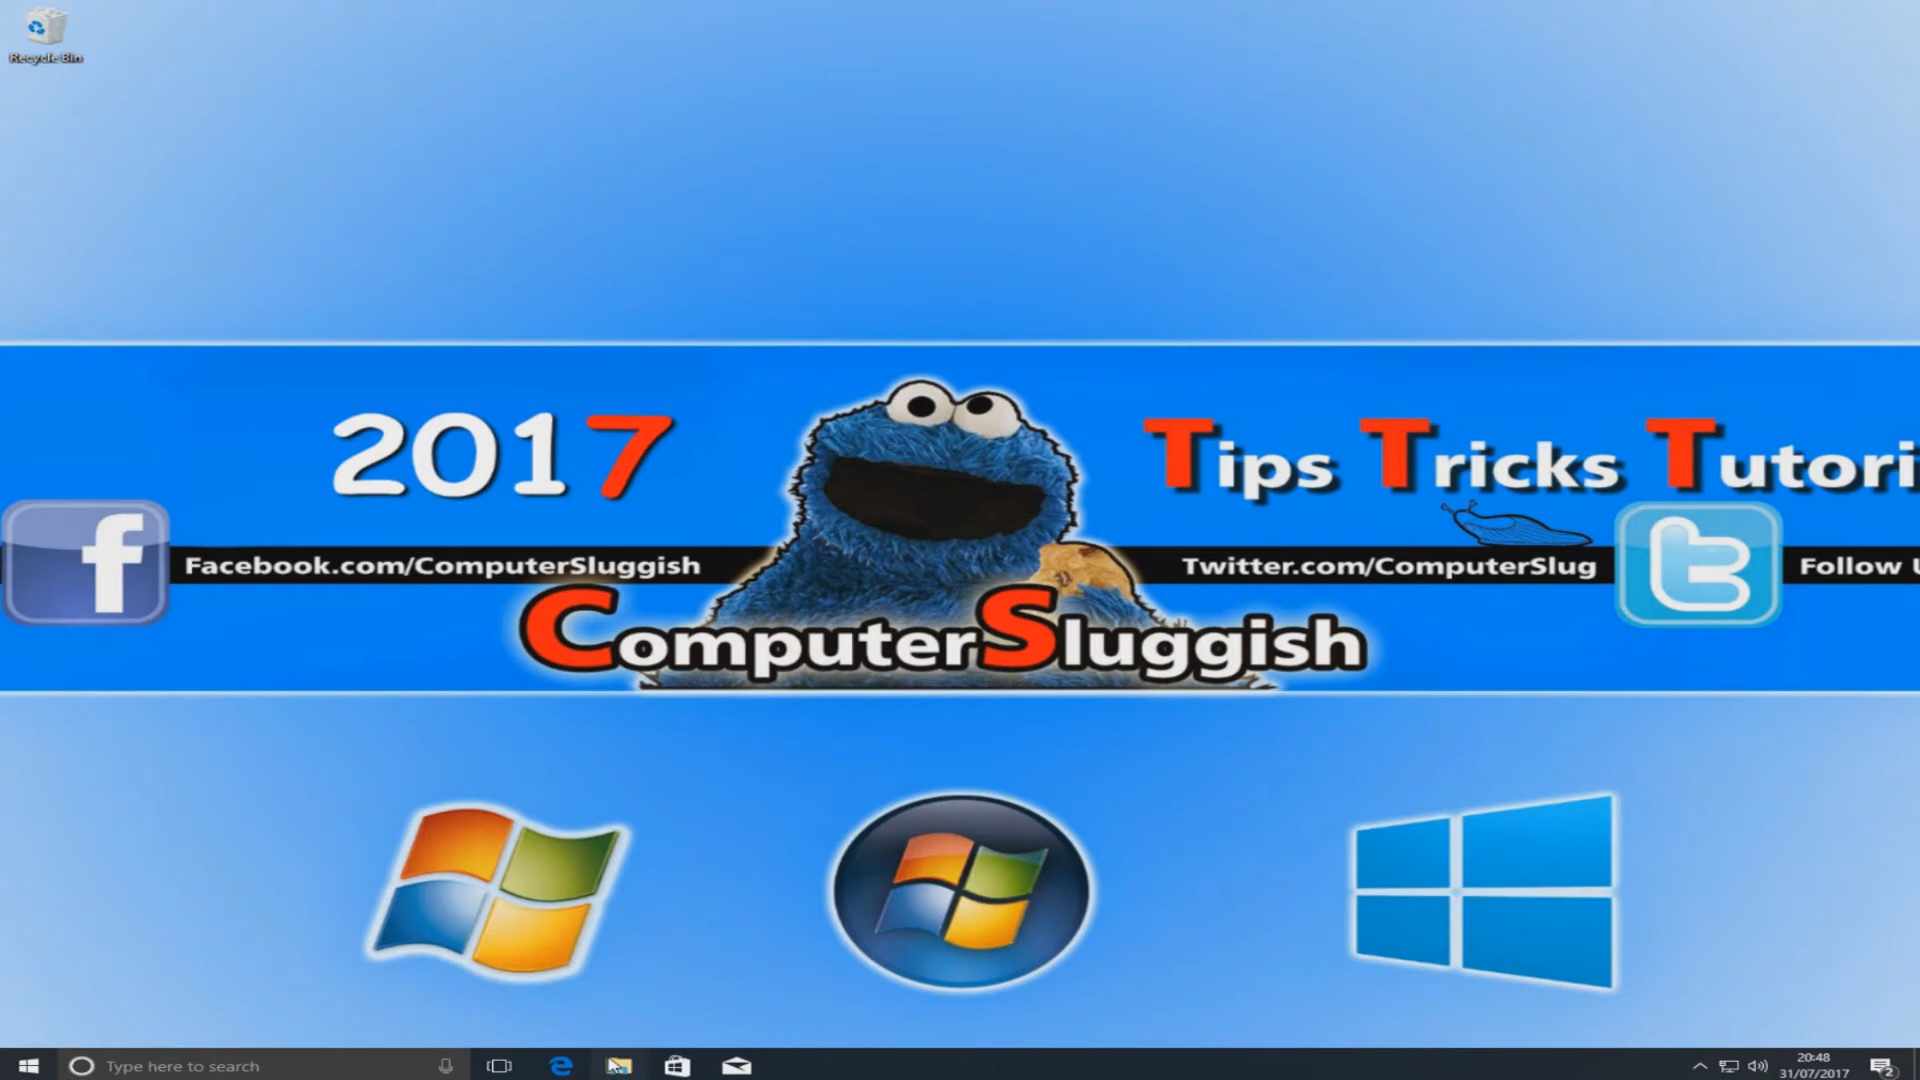 Recycle Bin
2017
Tips Tricks Tutori
Facebook.com/ComputerSluggish
Twitter.com/ComputerSlug
Follow U
ComputerSluggish
Type here to search
20:48
31/07/2017
2